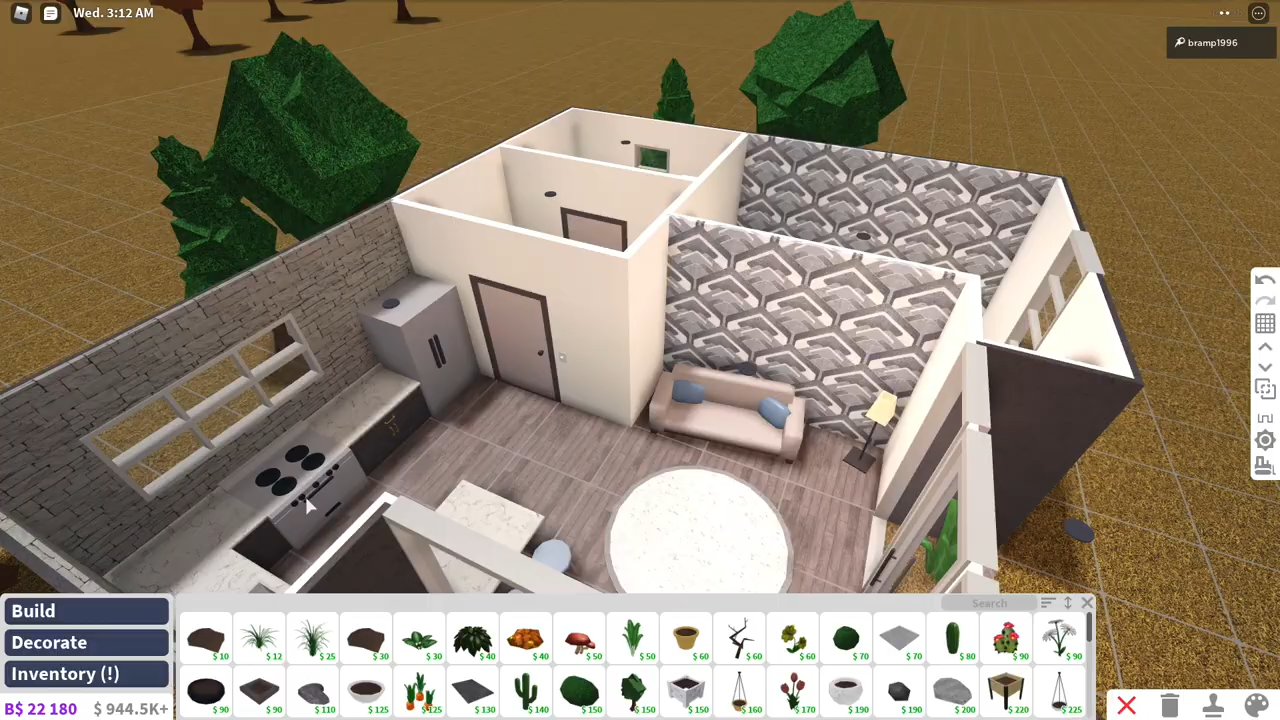 Wed. 3:12 AM
bramp1996
Search
Build
Decorate
Inventory (!)
B$ 22 180 $ 944.5K+
$ 10 $ 12 $ 25 $ 30 $ 30 $ 40 $ 40 $ 50 $ 50 $ 60 $ 60 $ 60 $ 70 $ 70 $ 80 $ 90 $ 90
$ 90 $ 90 $ 110 $ 125 $ 125 $ 130 $ 140 $ 150 $ 150 $ 150 $ 160 $ 170 $ 190 $ 190 $ 200 $ 220 $ 225